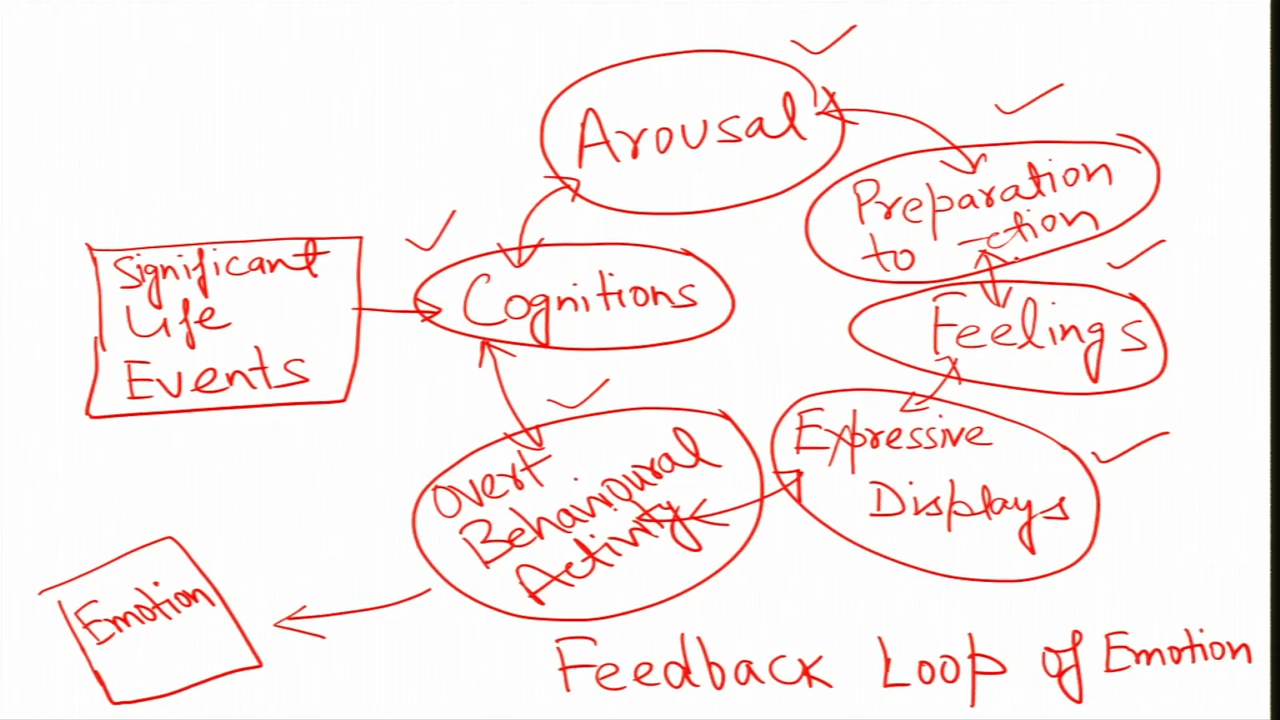 Arousal
Preparation
to Action
Significant
Life
Events
Cognitions
Feelings
Overt
Behavioural
Activity
Expressive
Displays
Emotion
Feedback Loop of Emotion